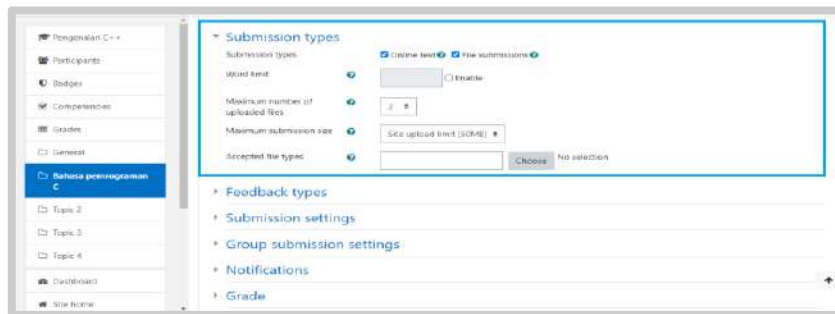 Pengenalan C++
Participants
Badges
Competencies
Grades
General
Bahasa pemrograman C
Topic 2
Topic 3
Topic 4
Dashboard
Site home
Submission types
Submission types Online text File submissions
Word limit Enable
Maximum number of uploaded files
Maximum submission size Site upload limit (50MB)
Accepted file types Choose No selection
Feedback types
Submission settings
Group submission settings
Notifications
Grade